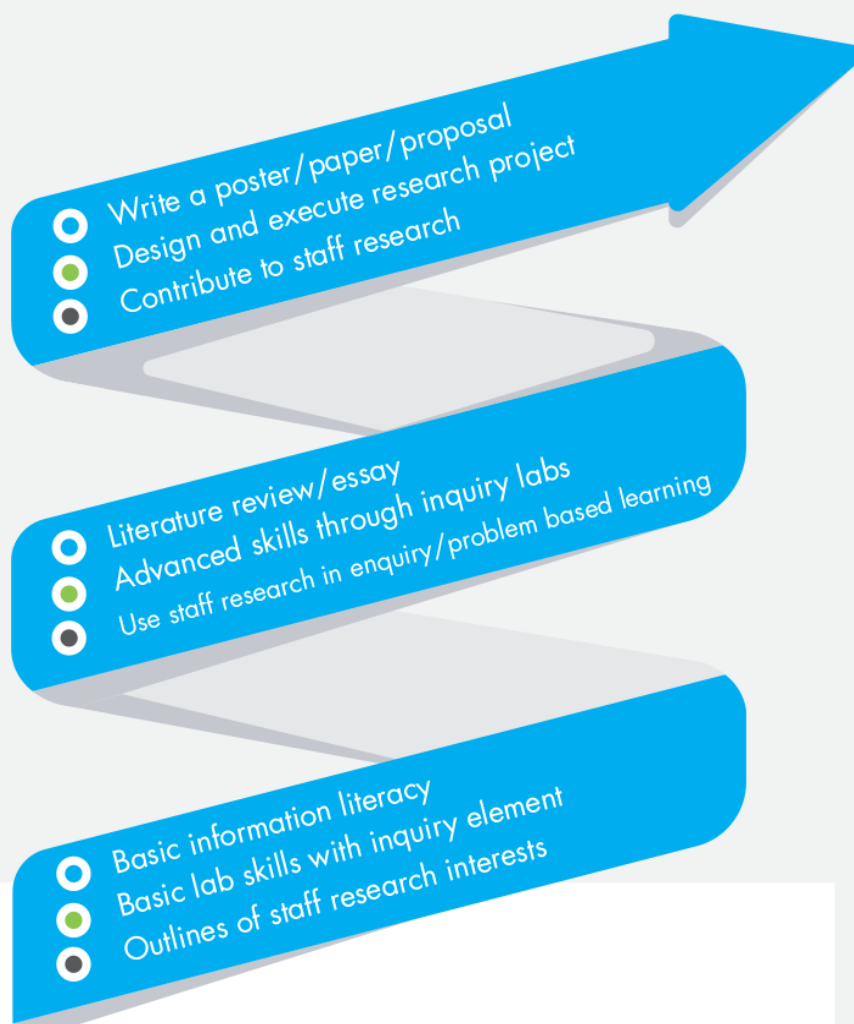 Write a poster/paper/proposal
Design and execute research project
Contribute to staff research
Literature review/essay
Advanced skills through inquiry labs
Use staff research in enquiry/problem based learning
Basic information literacy
Basic lab skills with inquiry element
Outlines of staff research interests